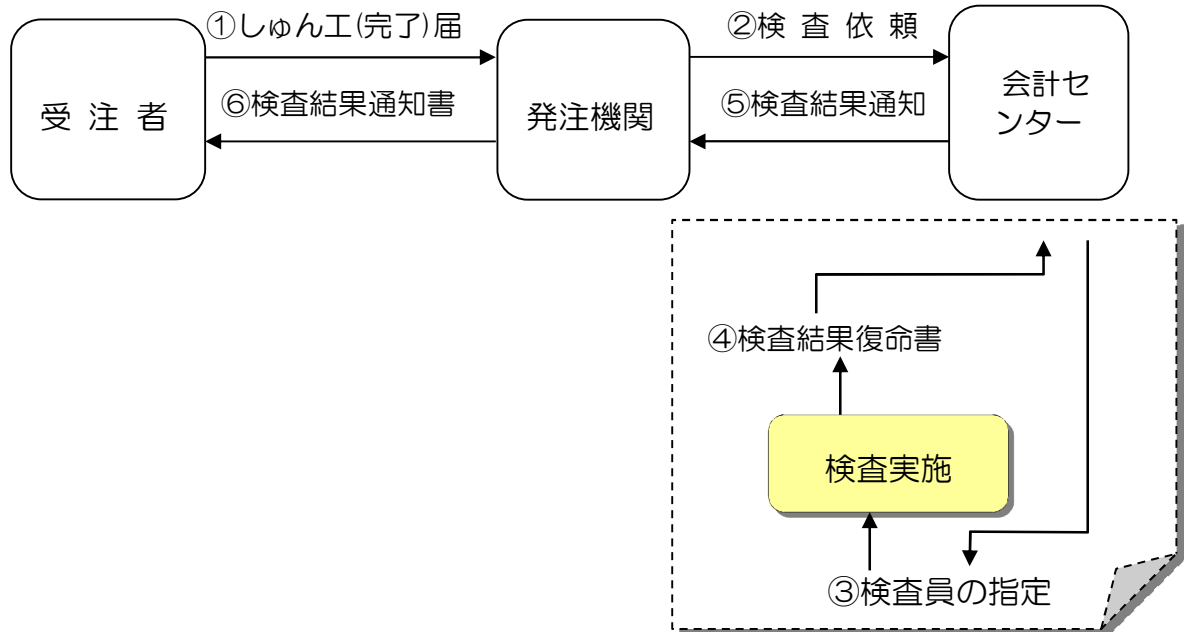 ①しゅん工(完了)届
②検 査 依 頼
受 注 者
⑥検査結果通知書
発注機関
⑤検査結果通知
会計セ
ンター
④検査結果復命書
検査実施
③検査員の指定